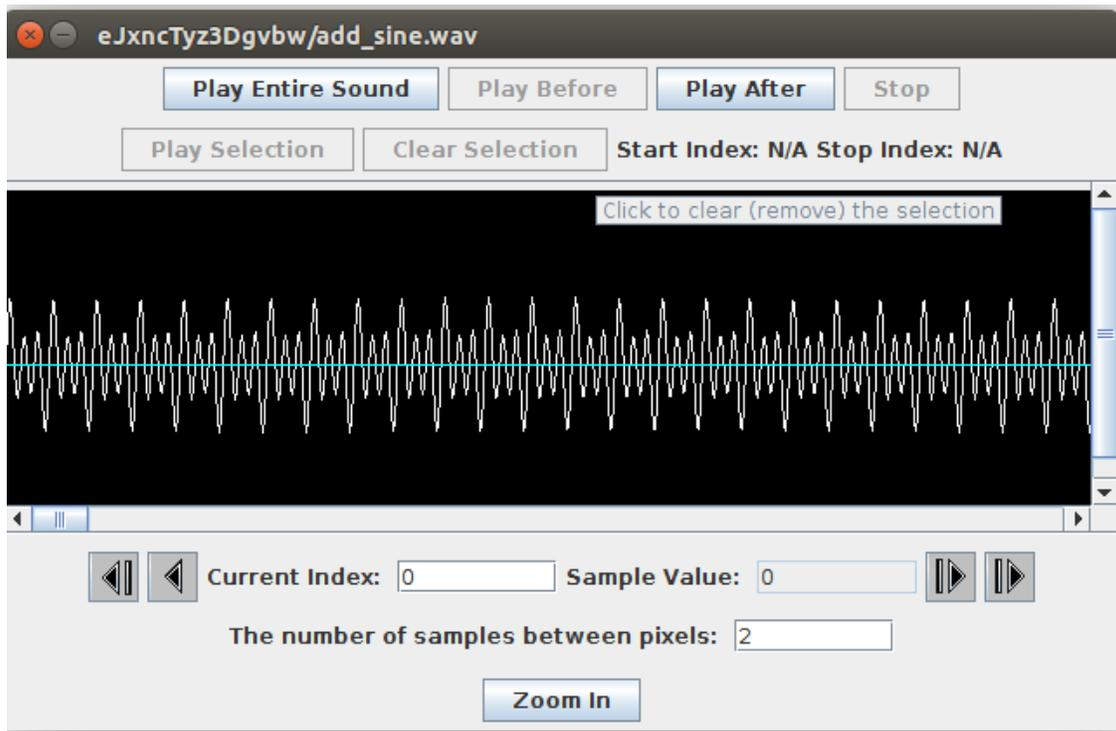 eJxncTyz3Dgvbw/add_sine.wav
Play Entire Sound Play Before Play After Stop
Play Selection Clear Selection Start Index: N/A Stop Index: N/A
Click to clear (remove) the selection
Current Index: 0 Sample Value: 0
The number of samples between pixels: 2
Zoom In